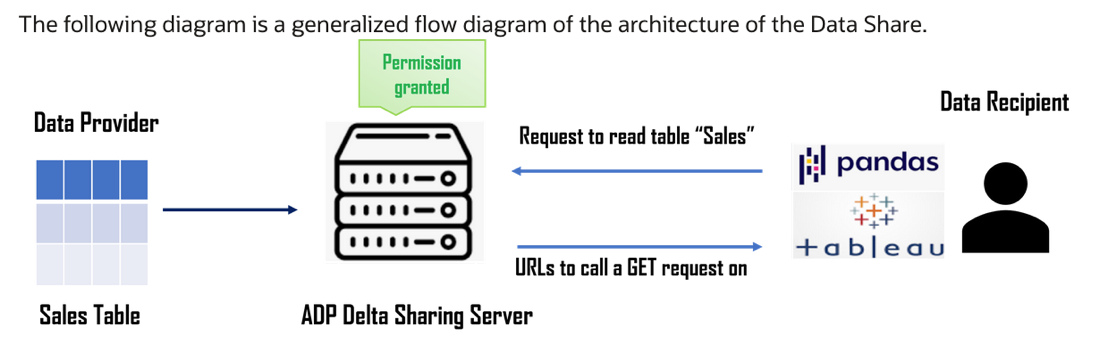 The following diagram is a generalized flow diagram of the architecture of the Data Share.
Permission
granted
Data Provider
Data Recipient
Request to read table “Sales”
pandas
tableau
URLs to call a GET request on
Sales Table
ADP Delta Sharing Server